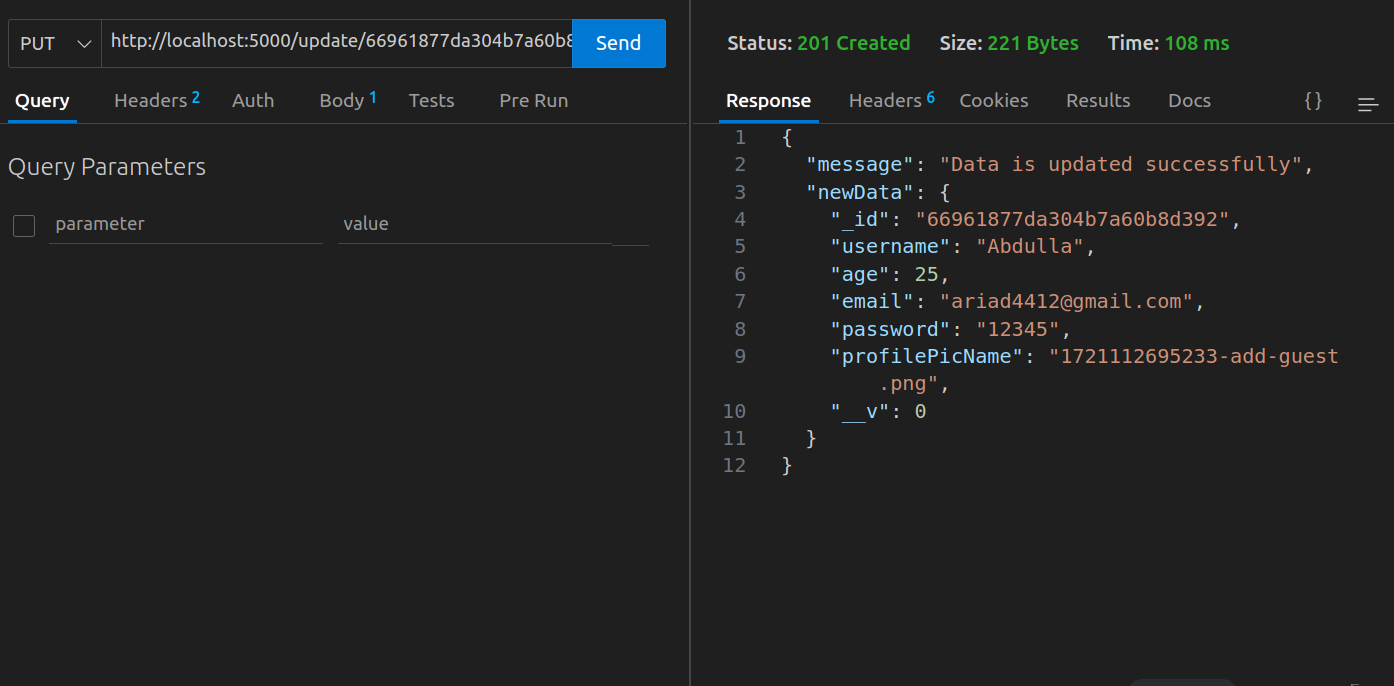 PUT http://localhost:5000/update/66961877da304b7a60b8 Send
Query Headers 2 Auth Body 1 Tests Pre Run
Query Parameters
parameter value
Status: 201 Created Size: 221 Bytes Time: 108 ms
Response Headers 6 Cookies Results Docs {}
1 {
2 "message": "Data is updated successfully",
3 "newData": {
4 "_id": "66961877da304b7a60b8d392",
5 "username": "Abdulla",
6 "age": 25,
7 "email": "ariad4412@gmail.com",
8 "password": "12345",
9 "profilePicName": "1721112695233-add-guest
.png",
10 "__v": 0
11 }
12 }